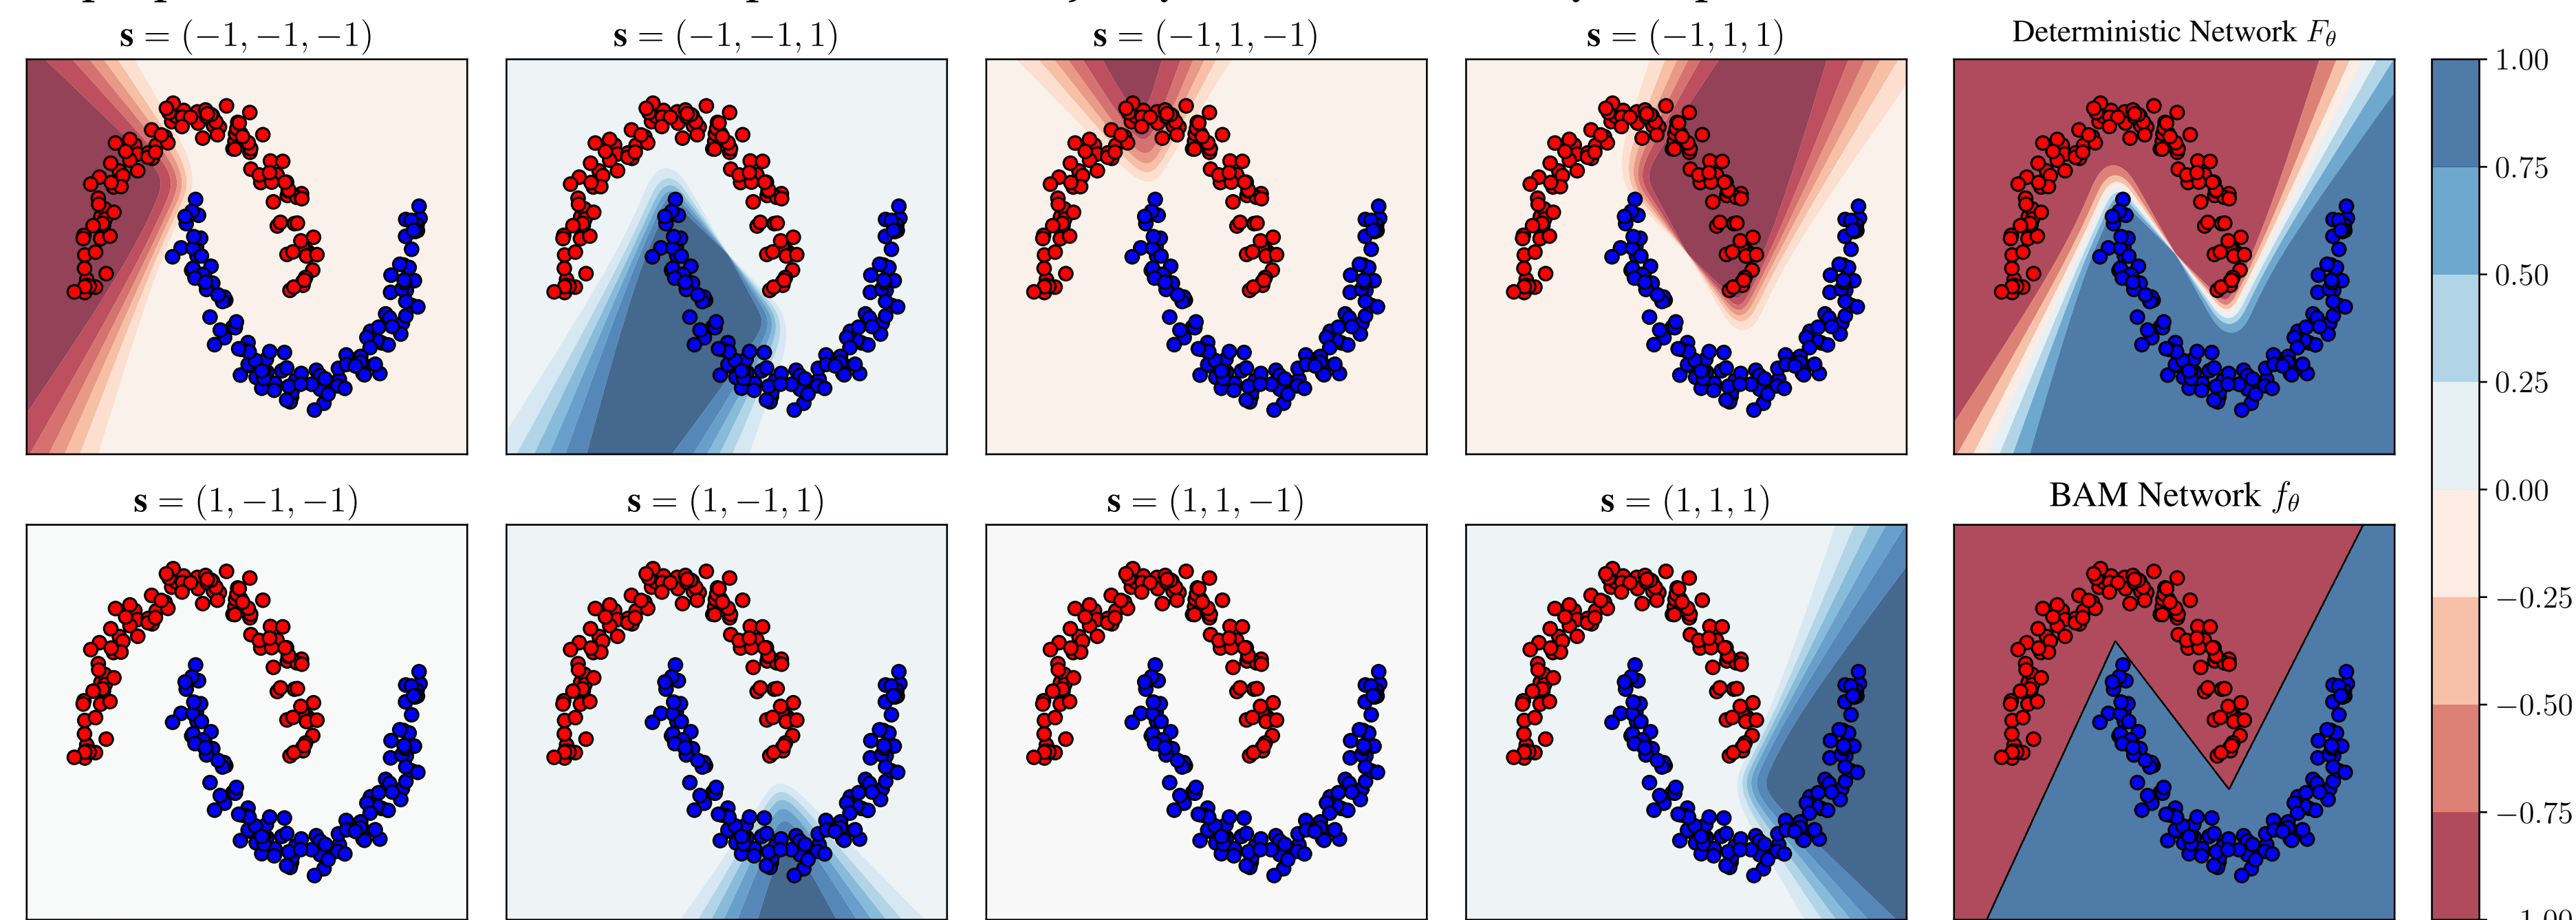 s = (−1, −1, −1)
s = (−1, −1, 1)
s = (−1, 1, −1)
s = (−1, 1, 1)
Deterministic Network F_θ
s = (1, −1, −1)
s = (1, −1, 1)
s = (1, 1, −1)
s = (1, 1, 1)
BAM Network f_θ
1.00
0.75
0.50
0.25
0.00
−0.25
−0.50
−0.75